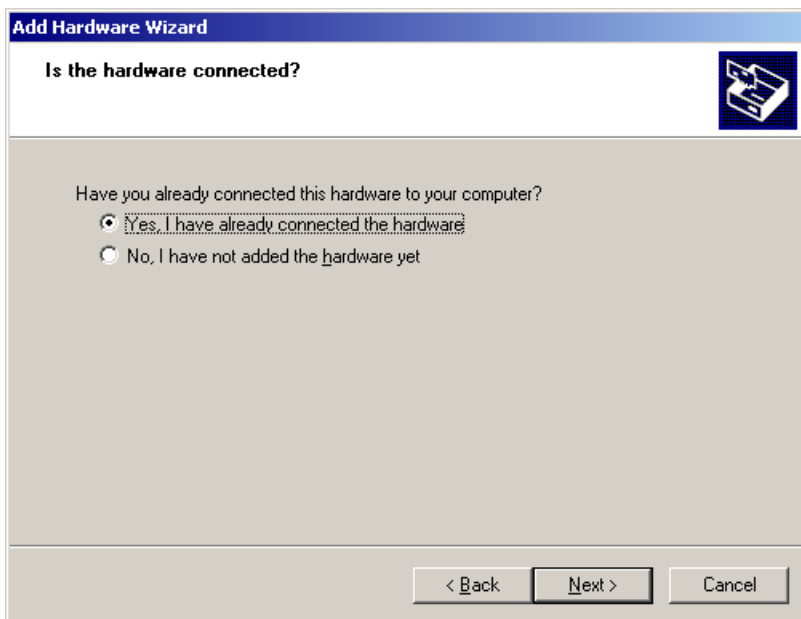 Add Hardware Wizard
Is the hardware connected?
Have you already connected this hardware to your computer?
Yes, I have already connected the hardware
No, I have not added the hardware yet
< Back
Next >
Cancel